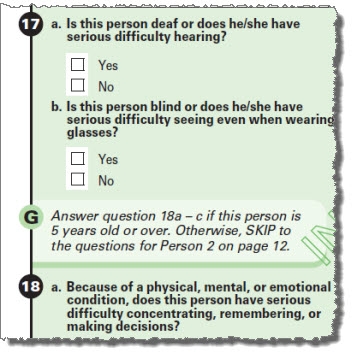 17 a. Is this person deaf or does he/she have
serious difficulty hearing?
Yes
No
b. Is this person blind or does he/she have
serious difficulty seeing even when wearing
glasses?
Yes
No
G Answer question 18a – c if this person is
5 years old or over. Otherwise, SKIP to
the questions for Person 2 on page 12.
18 a. Because of a physical, mental, or emotional
condition, does this person have serious
difficulty concentrating, remembering, or
making decisions?